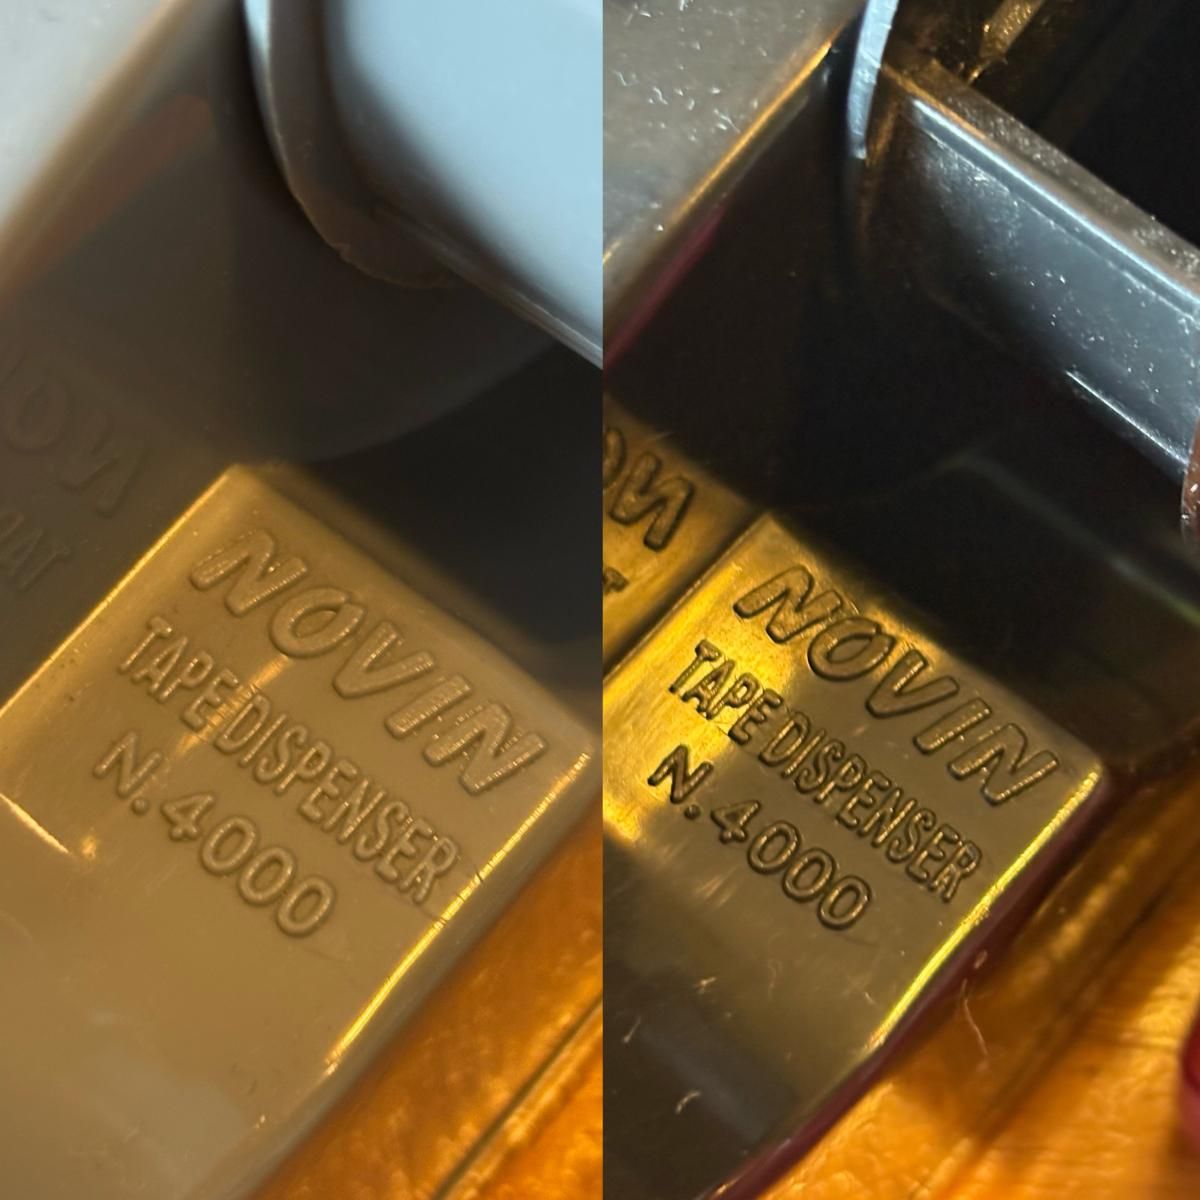 NOVIN
TAPE DISPENSER
N.4000
NOVIN
TAPE DISPENSER
N.4000